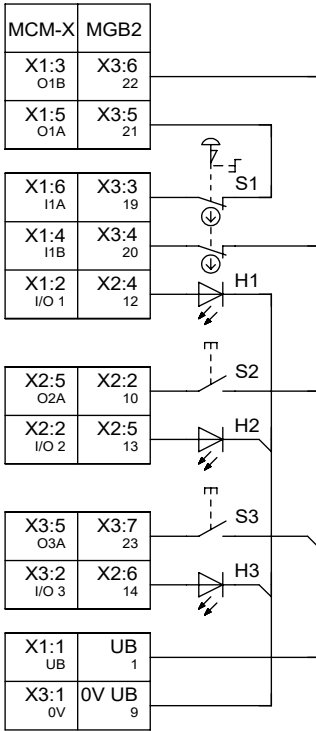 MCM-X MGB2
X1:3 X3:6
O1B 22
X1:5 X3:5
O1A 21
X1:6 X3:3 S1
I1A 19
X1:4 X3:4
I1B 20
X1:2 X2:4 H1
I/O 1 12
X2:5 X2:2 S2
O2A 10
X2:2 X2:5 H2
I/O 2 13
X3:5 X3:7 S3
O3A 23
X3:2 X2:6 H3
I/O 3 14
X1:1 UB
UB 1
X3:1 0V UB
0V 9